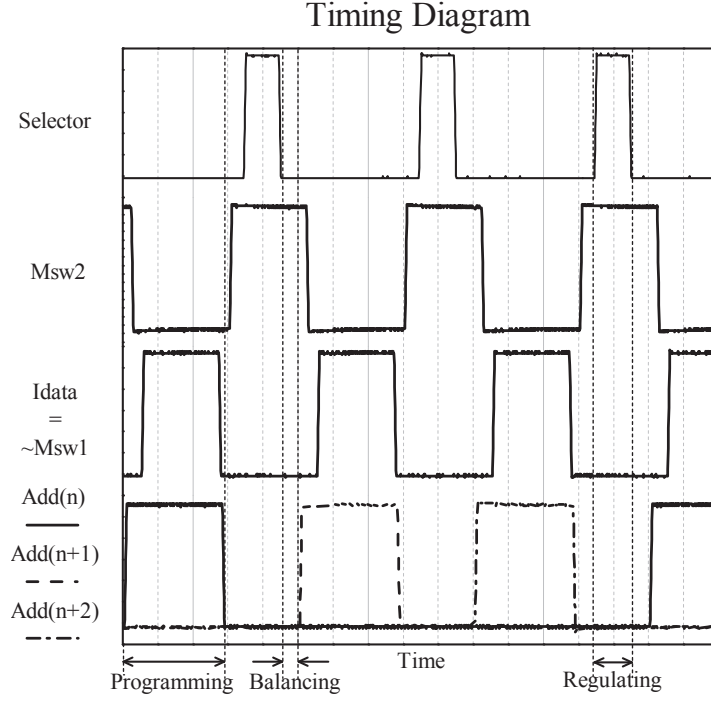 Timing Diagram
Selector
Msw2
Idata
=
~Msw1
Add(n)
Add(n+1)
Add(n+2)
Time
Programming Balancing Regulating